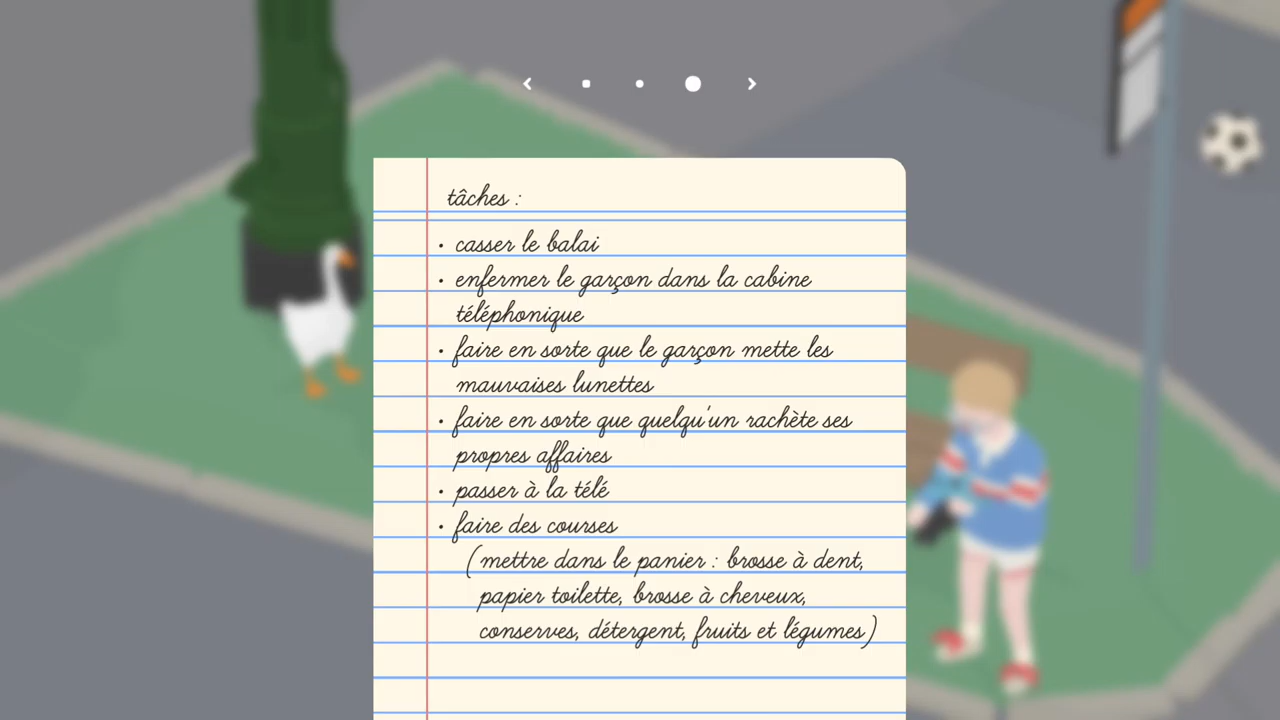 tâches :
• casser le balai
• enfermer le garçon dans la cabine
téléphonique
• faire en sorte que le garçon mette les
mauvaises lunettes
• faire en sorte que quelqu'un rachète ses
propres affaires
• passer à la télé
• faire des courses
(mettre dans le panier : brosse à dent,
papier toilette, brosse à cheveux,
conserves, détergent, fruits et légumes)